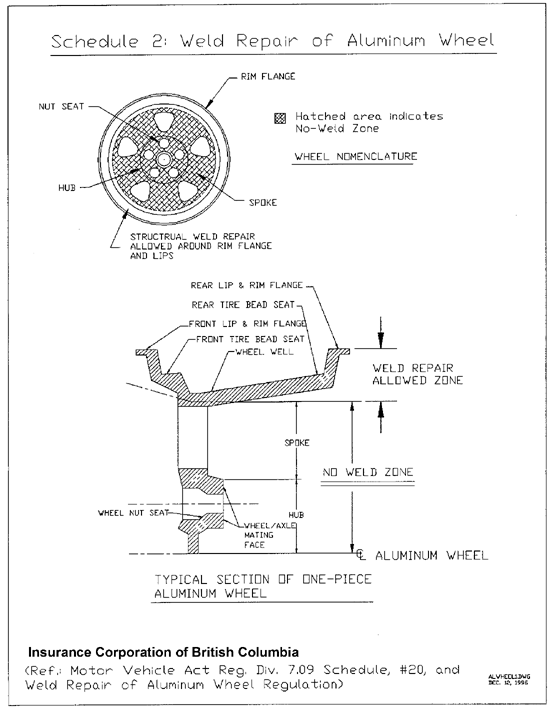 Schedule 2: Weld Repair of Aluminum Wheel
RIM FLANGE
NUT SEAT
Hatched area indicates
No-Weld Zone
WHEEL NOMENCLATURE
HUB
SPOKE
STRUCTRUAL WELD REPAIR
ALLOWED AROUND RIM FLANGE
AND LIPS
REAR LIP & RIM FLANGE
REAR TIRE BEAD SEAT
FRONT LIP & RIM FLANGE
FRONT TIRE BEAD SEAT
WHEEL WELL
WELD REPAIR
ALLOWED ZONE
SPOKE
NO WELD ZONE
WHEEL NUT SEAT
HUB
WHEEL/AXLE
MATING
FACE
℄ ALUMINUM WHEEL
TYPICAL SECTION OF ONE-PIECE
ALUMINUM WHEEL
Insurance Corporation of British Columbia
(Ref.: Motor Vehicle Act Reg. Div. 7.09 Schedule, #20, and
Weld Repair of Aluminum Wheel Regulation)
DEC. 12, 1996